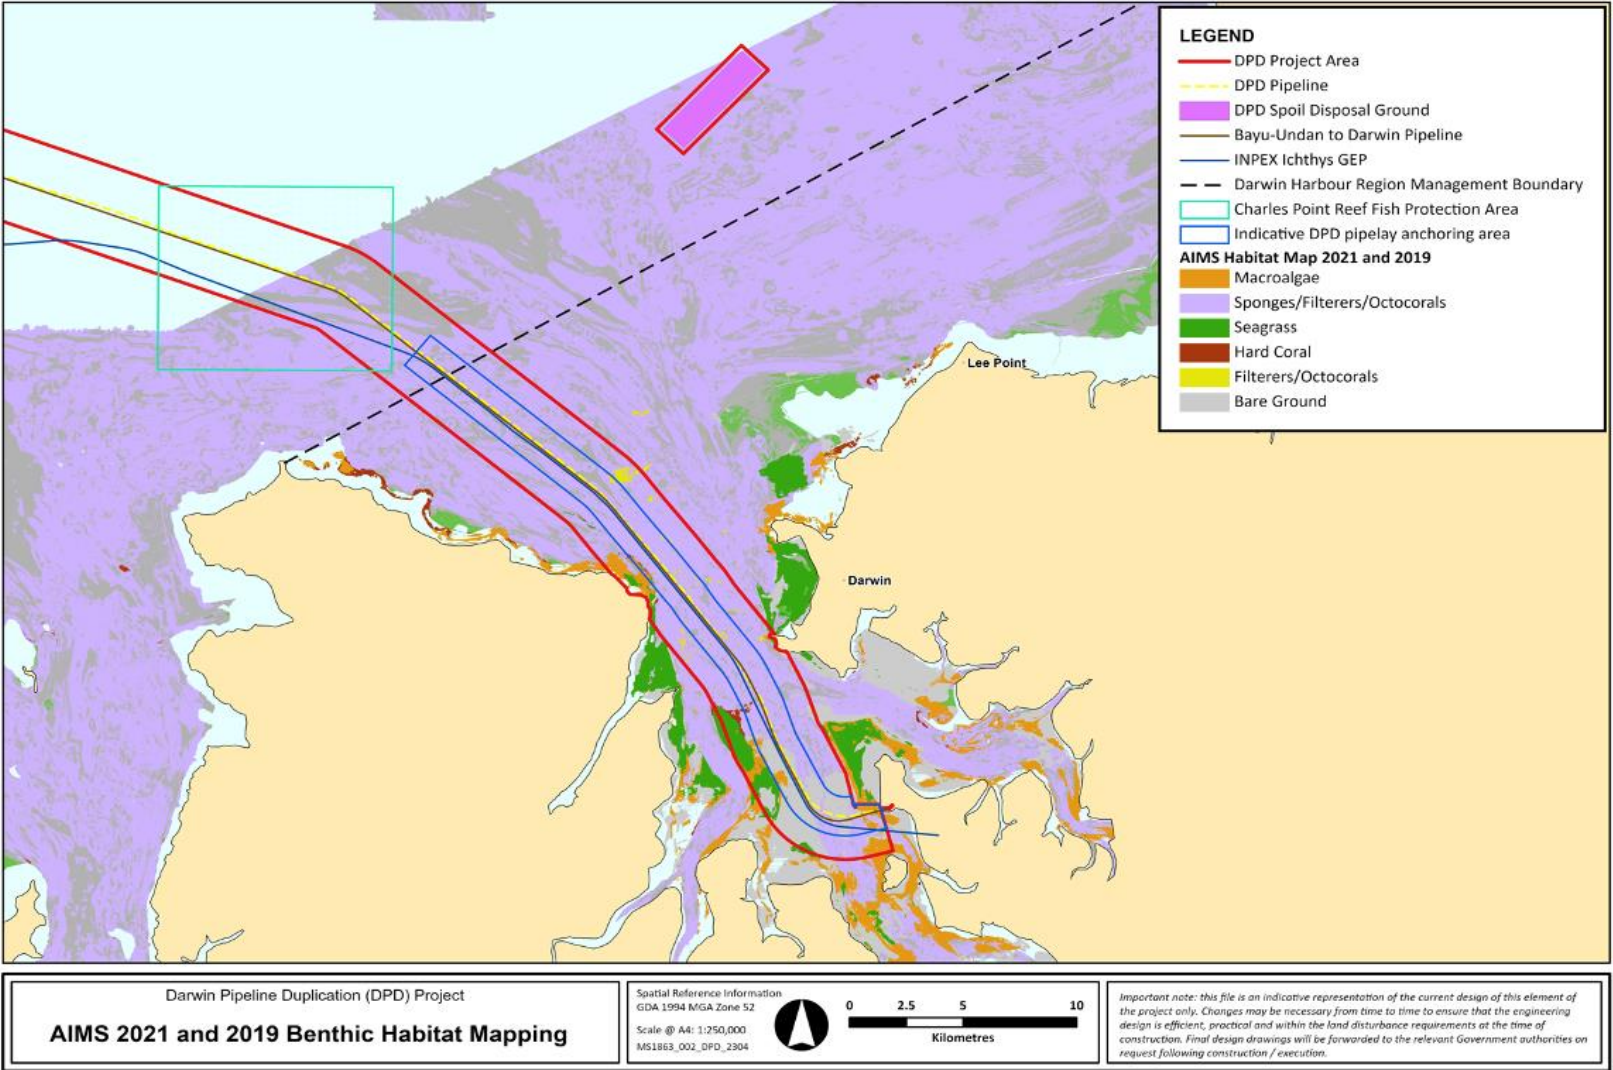 LEGEND
DPD Project Area
DPD Pipeline
DPD Spoil Disposal Ground
Bayu-Undan to Darwin Pipeline
INPEX Ichthys GEP
Darwin Harbour Region Management Boundary
Charles Point Reef Fish Protection Area
Indicative DPD pipelay anchoring area
AIMS Habitat Map 2021 and 2019
Macroalgae
Sponges/Filterers/Octocorals
Seagrass
Hard Coral
Filterers/Octocorals
Bare Ground
Lee Point
Darwin
Darwin Pipeline Duplication (DPD) Project
AIMS 2021 and 2019 Benthic Habitat Mapping
Spatial Reference Information
GDA 1994 MGA Zone 52
Scale @ A4: 1:250,000
MS1863_002_DPD_2304
0 2.5 5 10
Kilometres
Important note: this file is an indicative representation of the current design of this element of
the project only. Changes may be necessary from time to time to ensure that the engineering
design is efficient, practical and within the land disturbance requirements at the time of
construction. Final design drawings will be forwarded to the relevant Government authorities on
request following construction / execution.